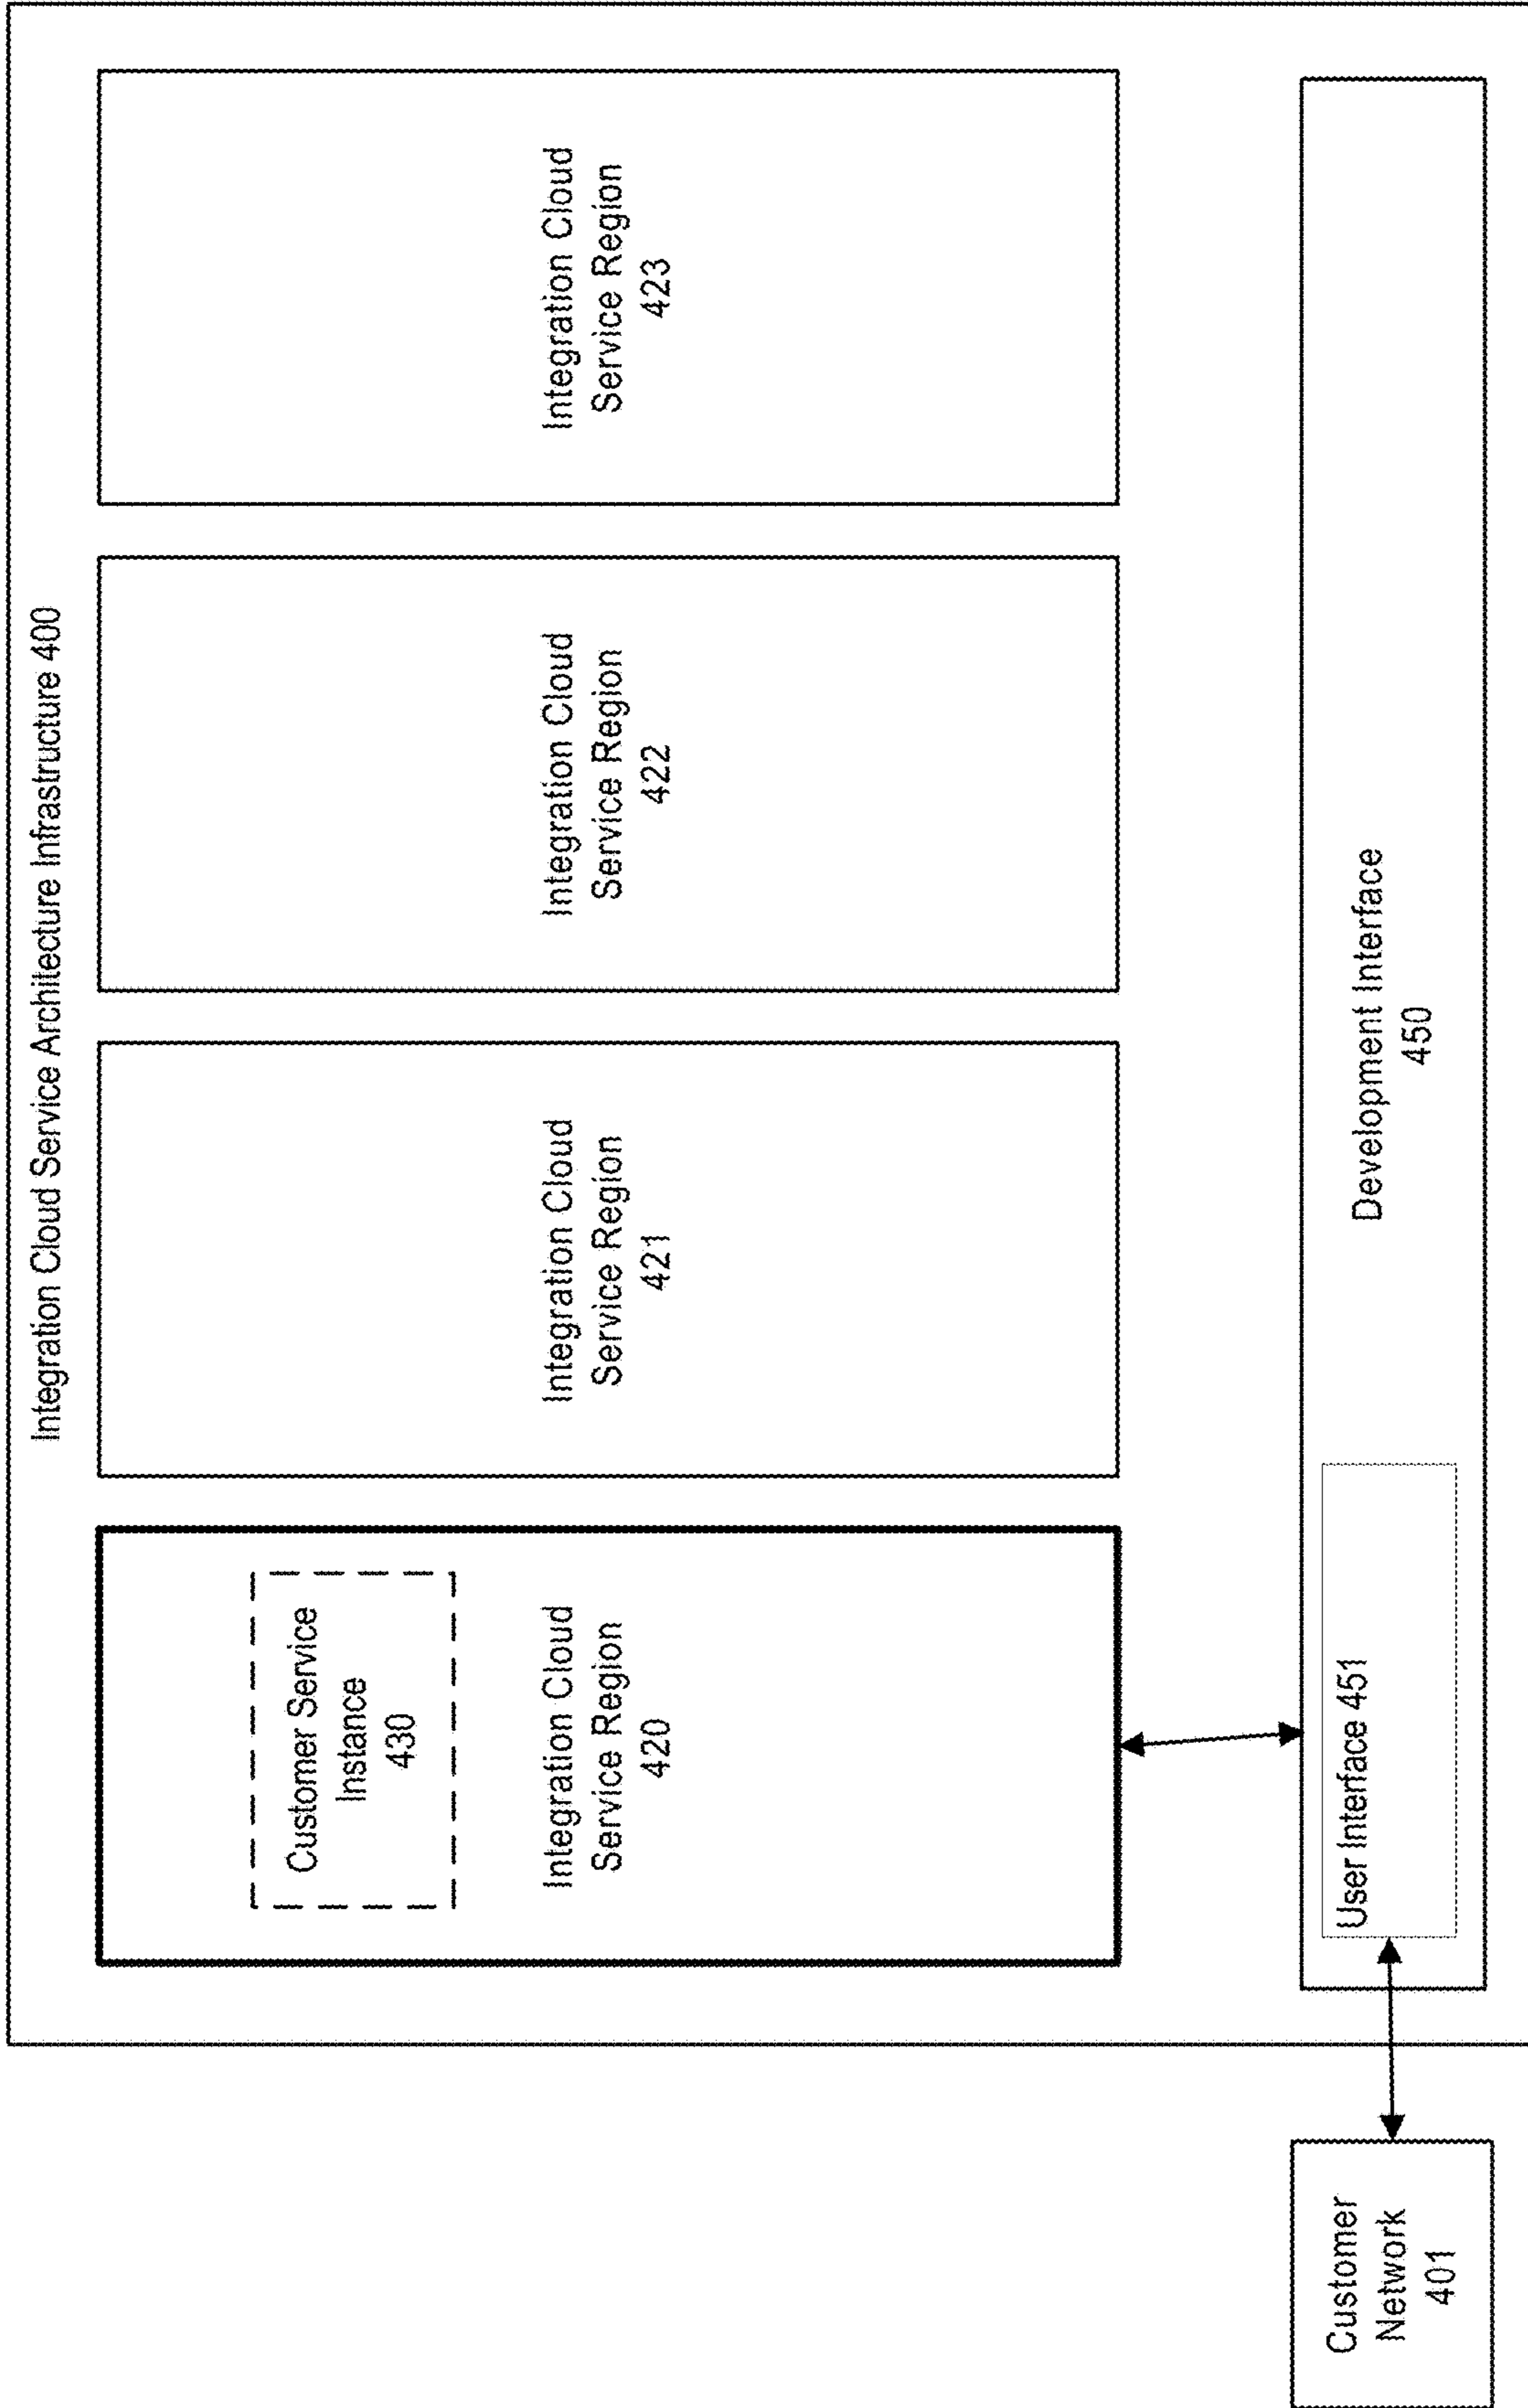 Integration Cloud Service Architecture Infrastructure 400
Customer Service
Instance
430
Integration Cloud
Service Region
420
Integration Cloud
Service Region
421
Integration Cloud
Service Region
422
Integration Cloud
Service Region
423
User Interface 451
Development Interface
450
Customer
Network
401